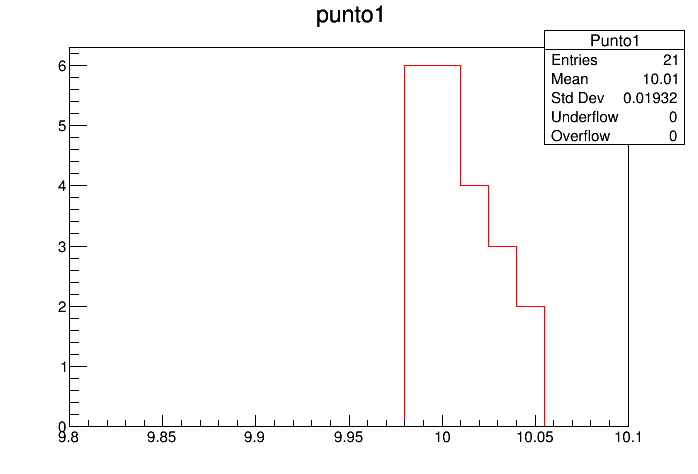 punto1
Punto1
Entries 21
Mean 10.01
Std Dev 0.01932
Underflow 0
Overflow 0
6
5
4
3
2
1
0
9.8 9.85 9.9 9.95 10 10.05 10.1